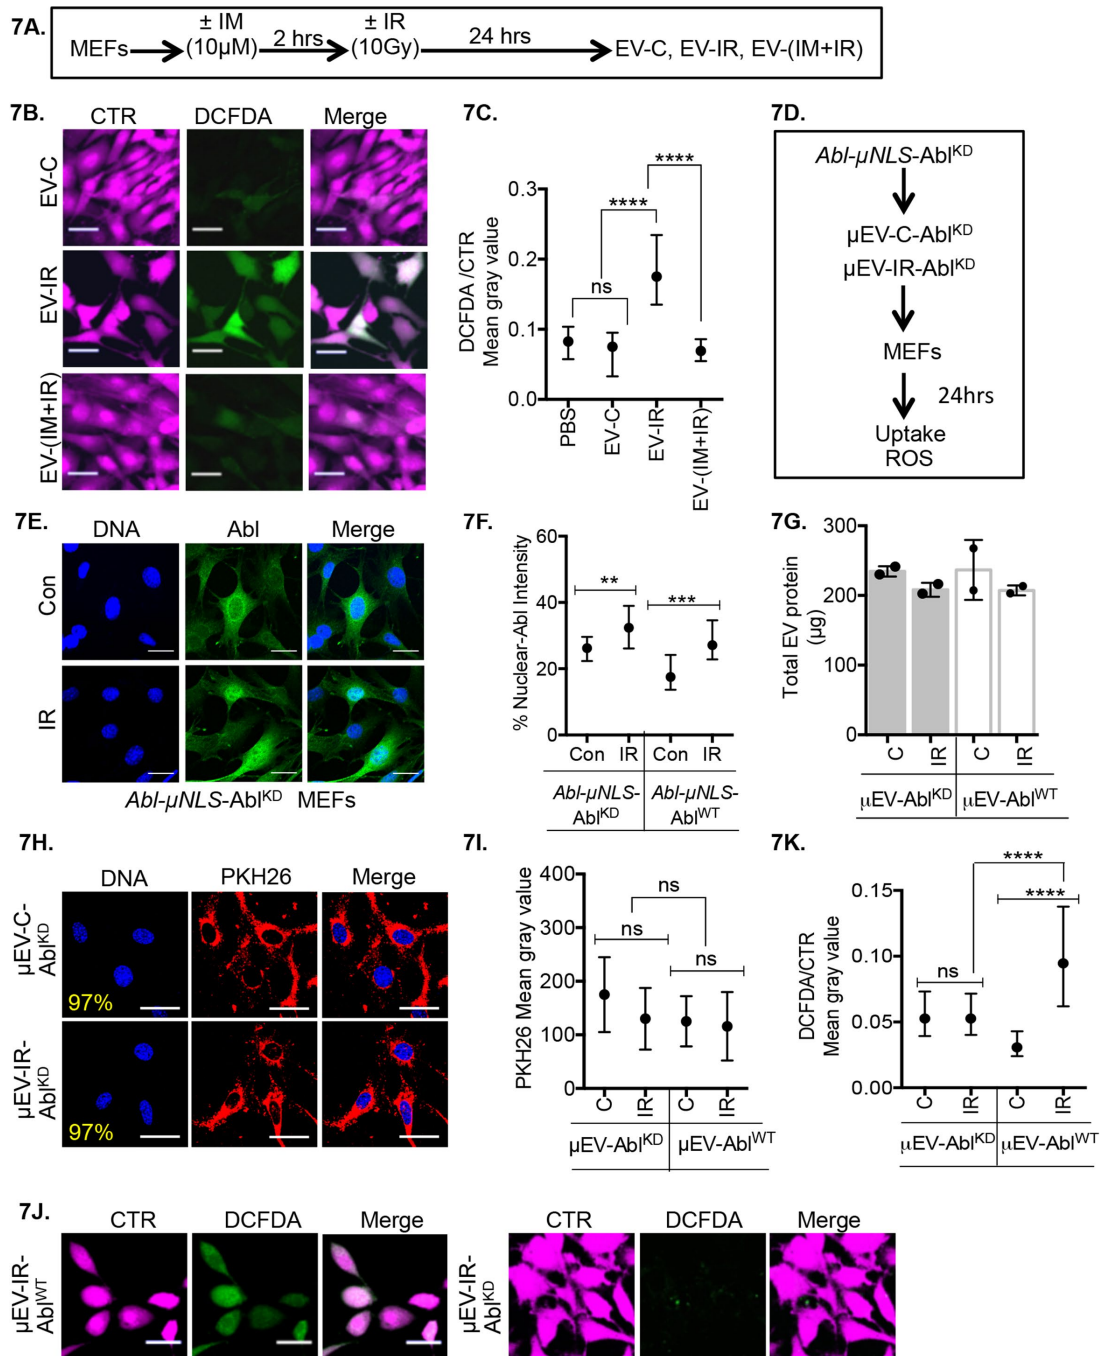 7A.
MEFs
± IM
(10µM)
2 hrs
± IR
(10Gy)
24 hrs
EV-C, EV-IR, EV-(IM+IR)
7B.
CTR DCFDA Merge
EV-C
EV-IR
EV-(IM+IR)
7C.
DCFDA /CTR
Mean gray value
0.3
0.2
0.1
0.0
ns
****
****
PBS
EV-C
EV-IR
EV-(IM+IR)
7D.
Abl-µNLS-AblKD
µEV-C-AblKD
µEV-IR-AblKD
MEFs
24hrs
Uptake
ROS
7E.
DNA Abl Merge
Con
IR
Abl-µNLS-AblKD MEFs
7F.
% Nuclear-Abl Intensity
60
40
20
0
**
***
Con IR Con IR
Abl-µNLS- Abl-µNLS-
AblKD AblWT
7G.
Total EV protein
(µg)
300
200
100
0
C IR C IR
µEV-AblKD µEV-AblWT
7H.
DNA PKH26 Merge
µEV-C-
AblKD
97%
µEV-IR-
AblKD
97%
7I.
PKH26 Mean gray value
400
300
200
100
0
ns
ns
ns
C IR C IR
µEV-AblKD µEV-AblWT
7K.
DCFDA/CTR
Mean gray value
0.15
0.10
0.05
0.00
ns
****
****
C IR C IR
µEV-AblKD µEV-AblWT
7J.
CTR DCFDA Merge
µEV-IR-
AblWT
CTR DCFDA Merge
µEV-IR-
AblKD